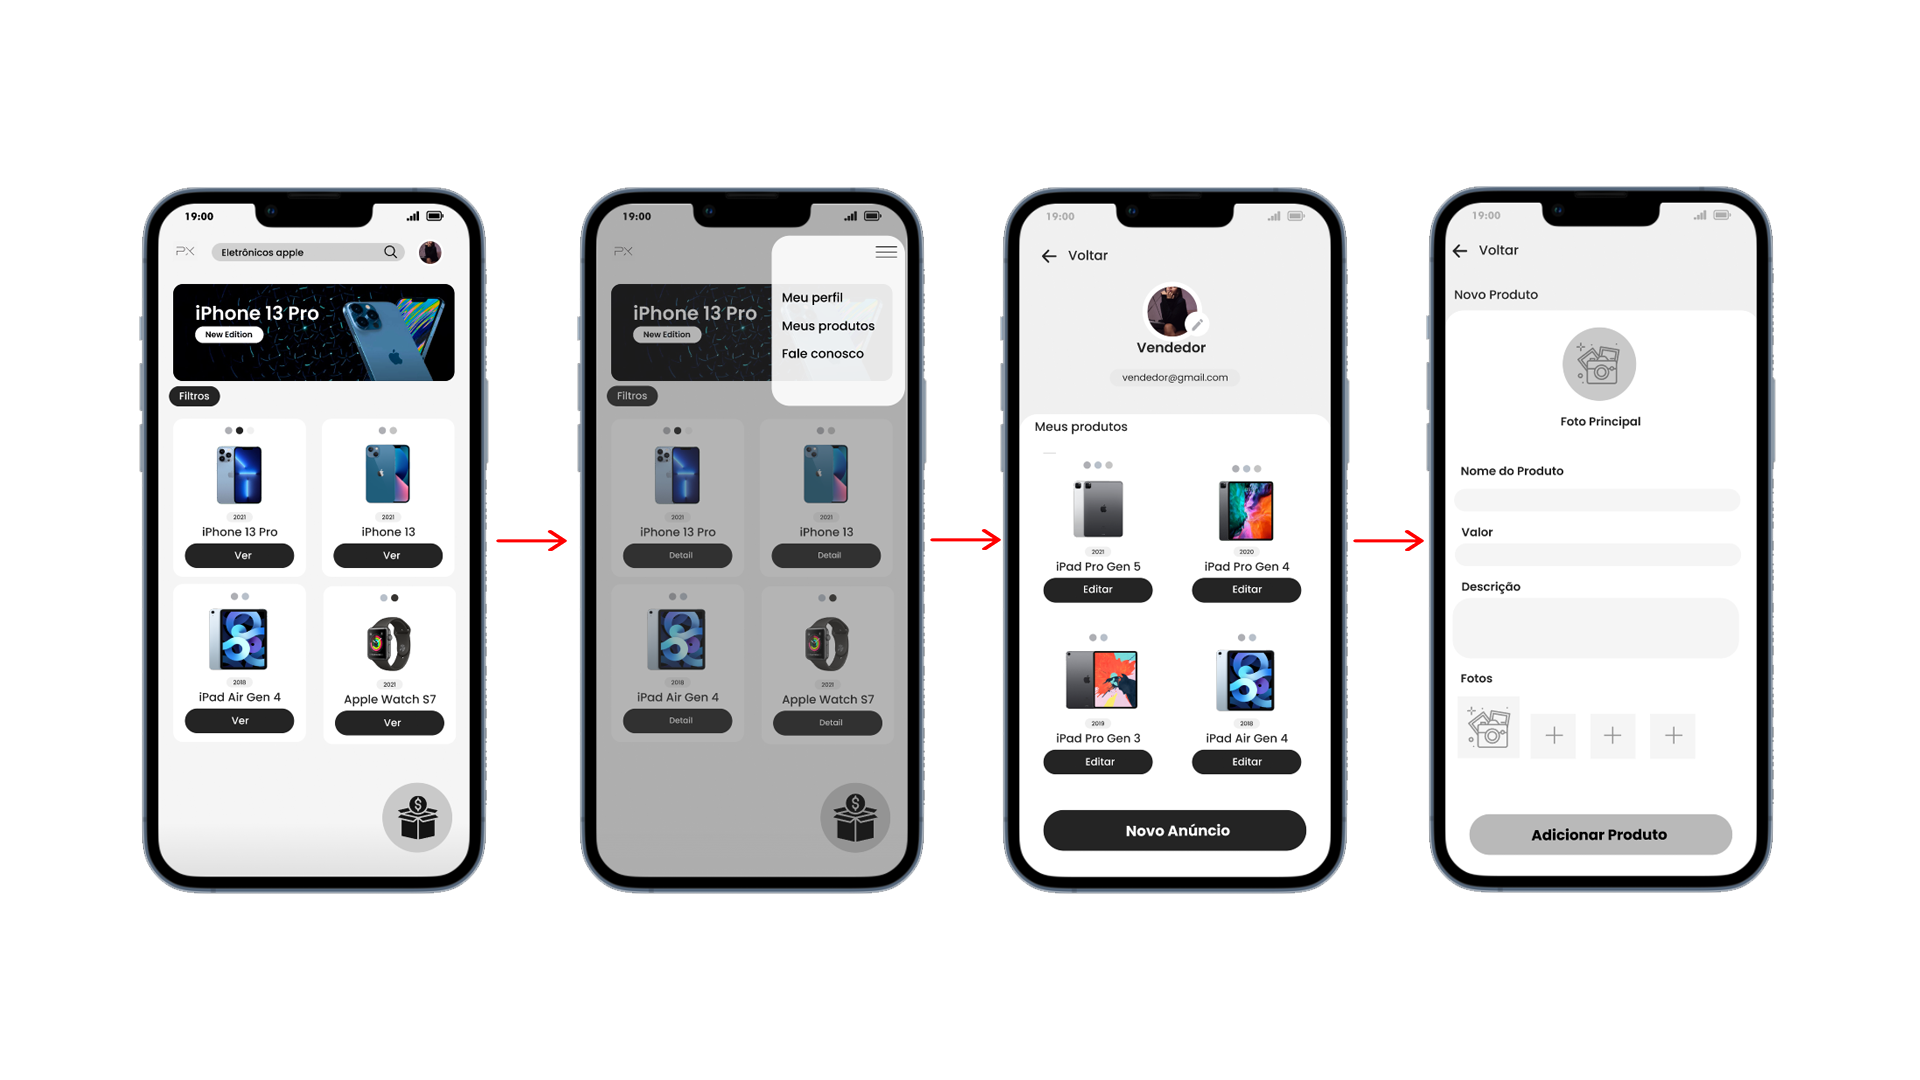 19:00
PX
Eletrônicos apple
iPhone 13 Pro
New Edition
Filtros
2021
iPhone 13 Pro
Ver
2021
iPhone 13
Ver
2018
iPad Air Gen 4
Ver
2021
Apple Watch S7
Ver
19:00
PX
Meu perfil
Meus produtos
Fale conosco
iPhone 13 Pro
New Edition
Filtros
2021
iPhone 13 Pro
Detail
2021
iPhone 13
Detail
2018
iPad Air Gen 4
Detail
2021
Apple Watch S7
Detail
19:00
Voltar
Vendedor
vendedor@gmail.com
Meus produtos
2021
iPad Pro Gen 5
Editar
2020
iPad Pro Gen 4
Editar
2019
iPad Pro Gen 3
Editar
2018
iPad Air Gen 4
Editar
Novo Anúncio
19:00
Voltar
Novo Produto
Foto Principal
Nome do Produto
Valor
Descrição
Fotos
Adicionar Produto